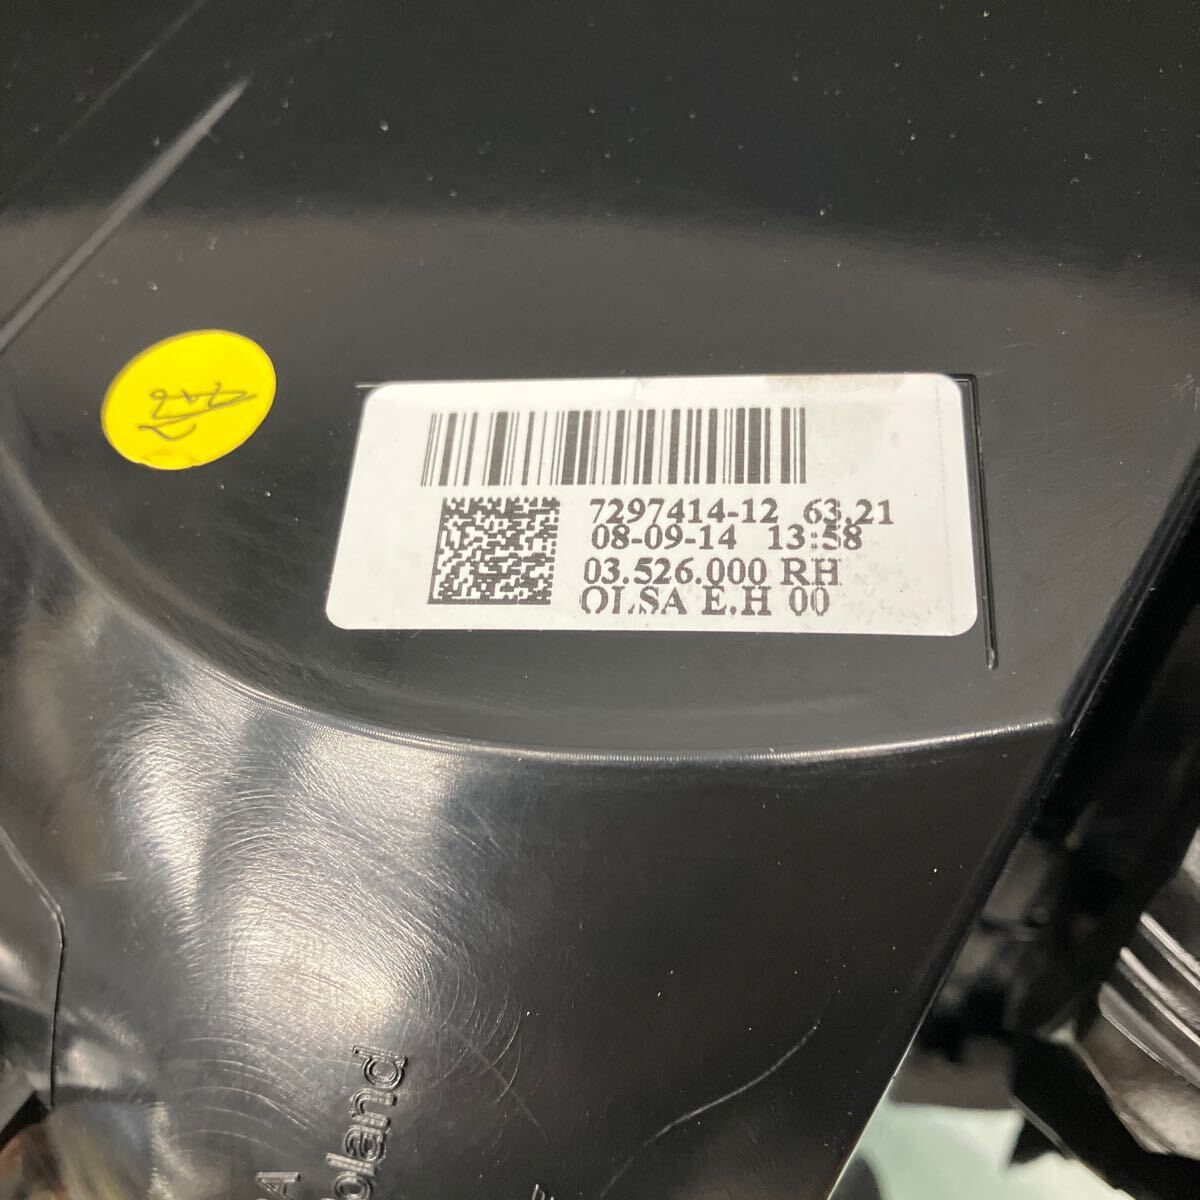 7297414-12 63.21
08-09-14 13:58
03.526.000 RH
OLSA E.H 00